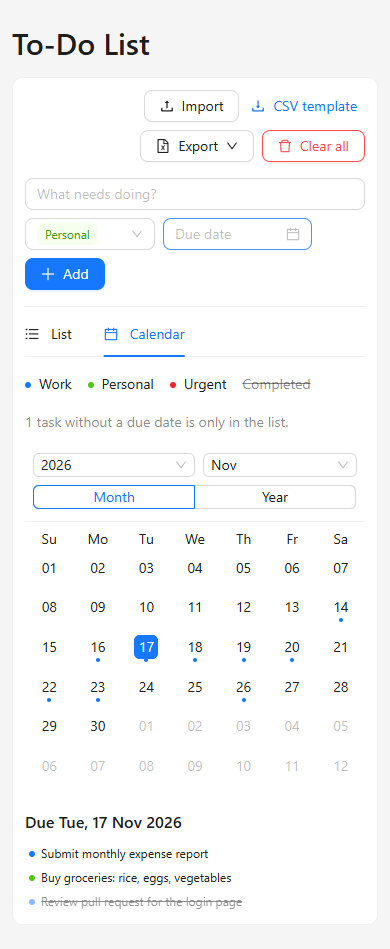 To-Do List
Import CSV template
Export Clear all
What needs doing?
Personal Due date
Add
List Calendar
Work Personal Urgent Completed
1 task without a due date is only in the list.
2026 Nov
Month Year
Su Mo Tu We Th Fr Sa
01 02 03 04 05 06 07
08 09 10 11 12 13 14
15 16 17 18 19 20 21
22 23 24 25 26 27 28
29 30 01 02 03 04 05
06 07 08 09 10 11 12
Due Tue, 17 Nov 2026
Submit monthly expense report
Buy groceries: rice, eggs, vegetables
Review pull request for the login page